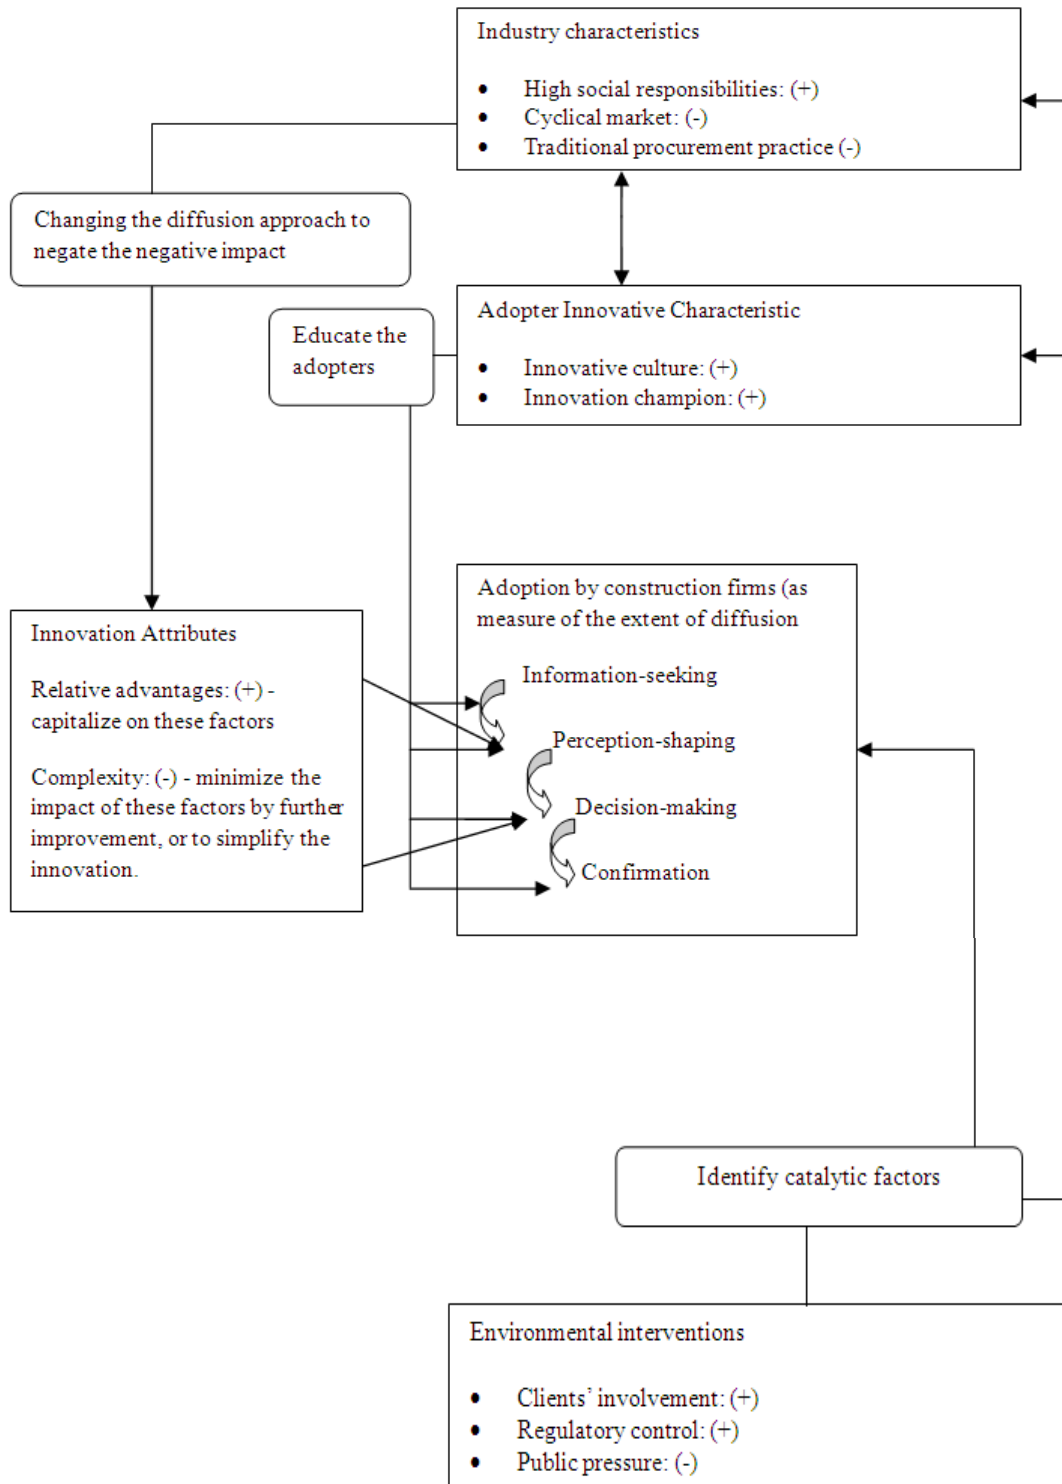 Industry characteristics
• High social responsibilities: (+)
• Cyclical market: (-)
• Traditional procurement practice (-)
Changing the diffusion approach to
negate the negative impact
Adopter Innovative Characteristic
• Innovative culture: (+)
• Innovation champion: (+)
Educate the
adopters
Adoption by construction firms (as
measure of the extent of diffusion
Information-seeking
Perception-shaping
Decision-making
Confirmation
Innovation Attributes
Relative advantages: (+) -
capitalize on these factors
Complexity: (-) - minimize the
impact of these factors by further
improvement, or to simplify the
innovation.
Identify catalytic factors
Environmental interventions
• Clients’ involvement: (+)
• Regulatory control: (+)
• Public pressure: (-)